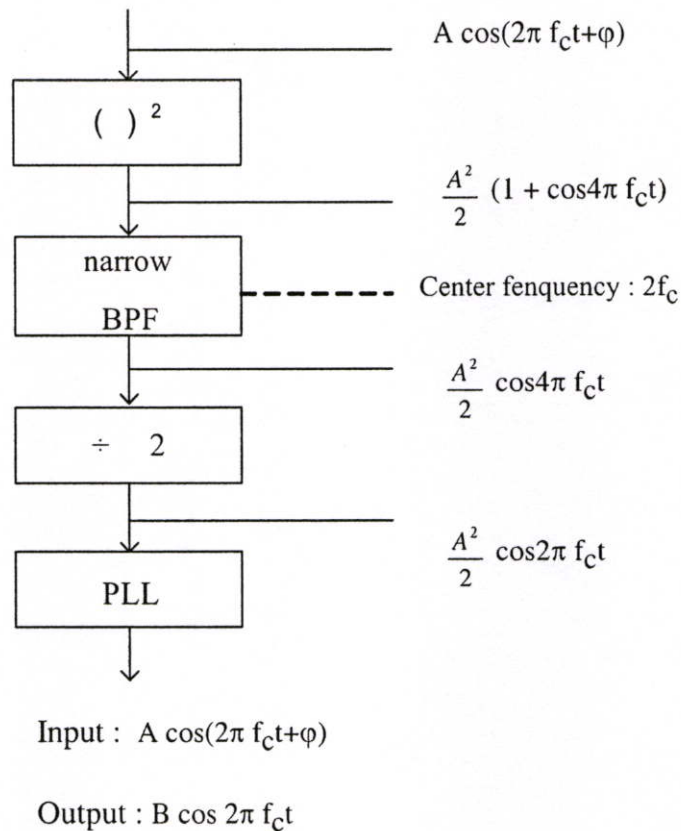 A cos(2π f_ct+φ)
( )²
A²/2 (1 + cos4π f_ct)
narrow
BPF
Center fenquency : 2f_c
A²/2 cos4π f_ct
÷ 2
A²/2 cos2π f_ct
PLL
Input : A cos(2π f_ct+φ)
Output : B cos 2π f_ct